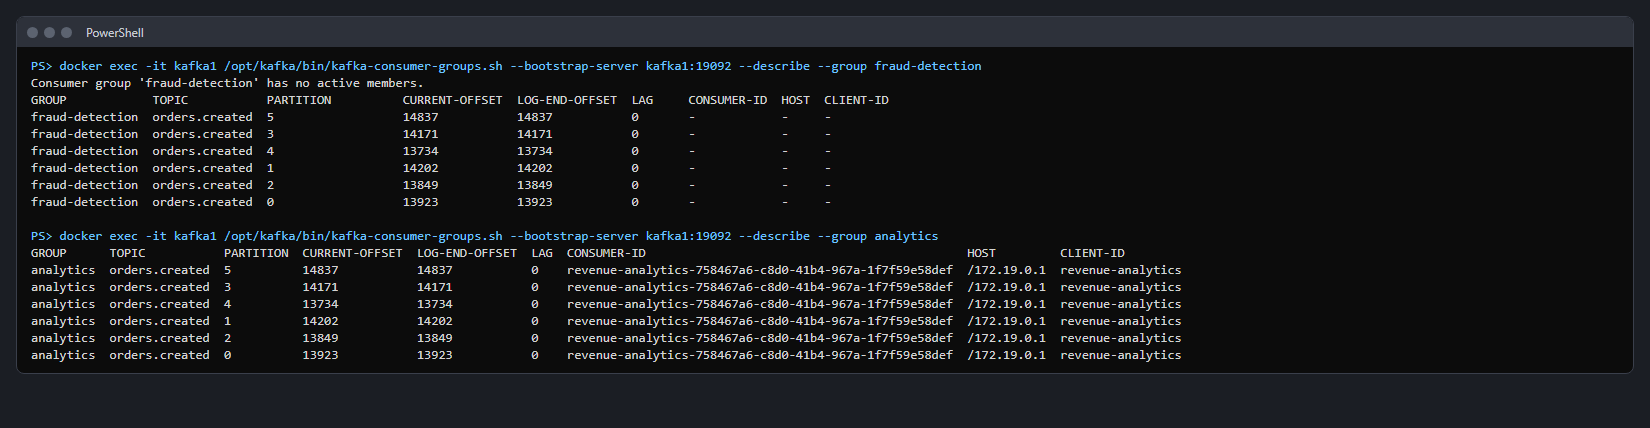 PowerShell
PS> docker exec -it kafka1 /opt/kafka/bin/kafka-consumer-groups.sh --bootstrap-server kafka1:19092 --describe --group fraud-detection
Consumer group 'fraud-detection' has no active members.
GROUP TOPIC PARTITION CURRENT-OFFSET LOG-END-OFFSET LAG CONSUMER-ID HOST CLIENT-ID
fraud-detection orders.created 5 14837 14837 0 - - -
fraud-detection orders.created 3 14171 14171 0 - - -
fraud-detection orders.created 4 13734 13734 0 - - -
fraud-detection orders.created 1 14202 14202 0 - - -
fraud-detection orders.created 2 13849 13849 0 - - -
fraud-detection orders.created 0 13923 13923 0 - - -
PS> docker exec -it kafka1 /opt/kafka/bin/kafka-consumer-groups.sh --bootstrap-server kafka1:19092 --describe --group analytics
GROUP TOPIC PARTITION CURRENT-OFFSET LOG-END-OFFSET LAG CONSUMER-ID HOST CLIENT-ID
analytics orders.created 5 14837 14837 0 revenue-analytics-758467a6-c8d0-41b4-967a-1f7f59e58def /172.19.0.1 revenue-analytics
analytics orders.created 3 14171 14171 0 revenue-analytics-758467a6-c8d0-41b4-967a-1f7f59e58def /172.19.0.1 revenue-analytics
analytics orders.created 4 13734 13734 0 revenue-analytics-758467a6-c8d0-41b4-967a-1f7f59e58def /172.19.0.1 revenue-analytics
analytics orders.created 1 14202 14202 0 revenue-analytics-758467a6-c8d0-41b4-967a-1f7f59e58def /172.19.0.1 revenue-analytics
analytics orders.created 2 13849 13849 0 revenue-analytics-758467a6-c8d0-41b4-967a-1f7f59e58def /172.19.0.1 revenue-analytics
analytics orders.created 0 13923 13923 0 revenue-analytics-758467a6-c8d0-41b4-967a-1f7f59e58def /172.19.0.1 revenue-analytics